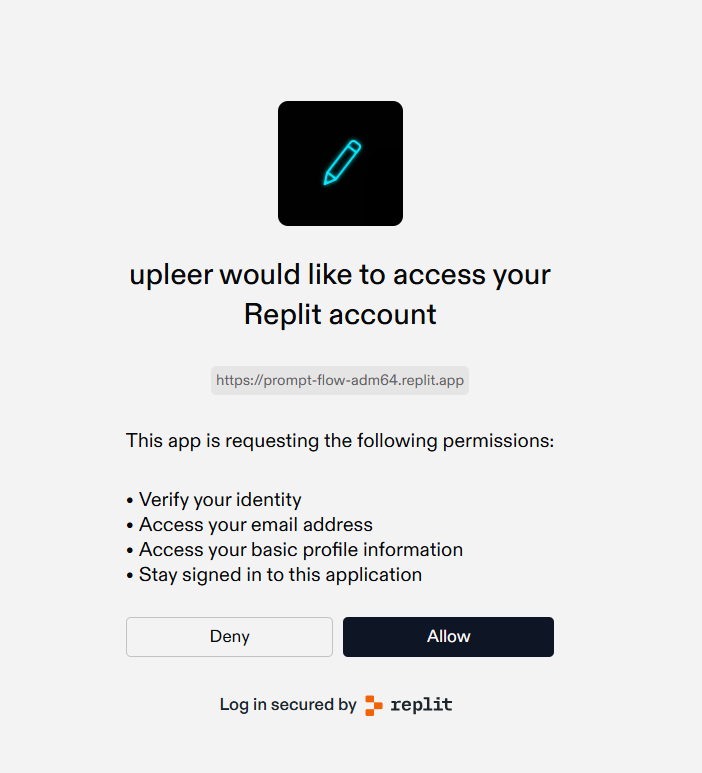 upleer would like to access your
Replit account
https://prompt-flow-adm64.replit.app
This app is requesting the following permissions:
• Verify your identity
• Access your email address
• Access your basic profile information
• Stay signed in to this application
Deny Allow
Log in secured by replit